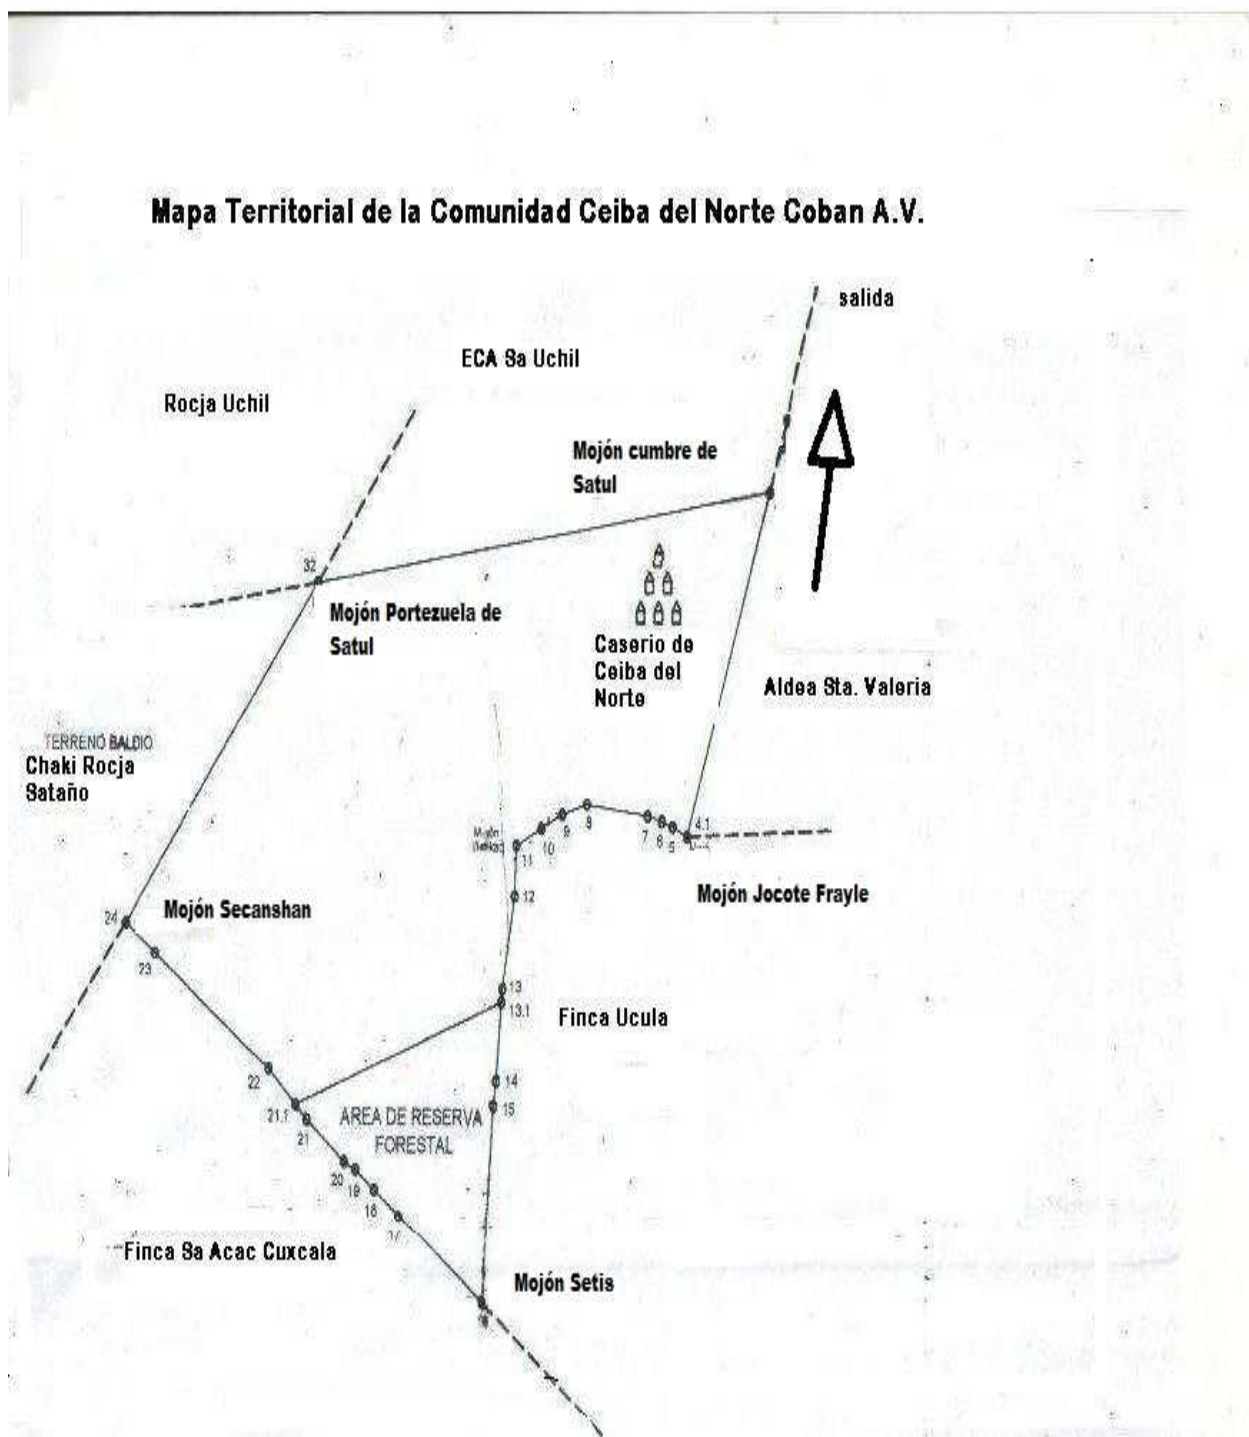 Mapa Territorial de la Comunidad Ceiba del Norte Coban A.V.
salida
ECA Sa Uchil
Rocja Uchil
Mojón cumbre de
Satul
32
Mojón Portezuela de
Satul
Caserio de
Ceiba del
Norte
Aldea Sta. Valeria
TERRENO BALDIO
Chaki Rocja
Sataño
8
9
10
11
7
6
5
4.1
12
Mojón Jocote Frayle
24
Mojón Secanshan
23
13
13.1
Finca Ucula
22
14
15
21.1
21
AREA DE RESERVA
FORESTAL
20
19
18
17
Finca Sa Acac Cuxcala
Mojón Setis